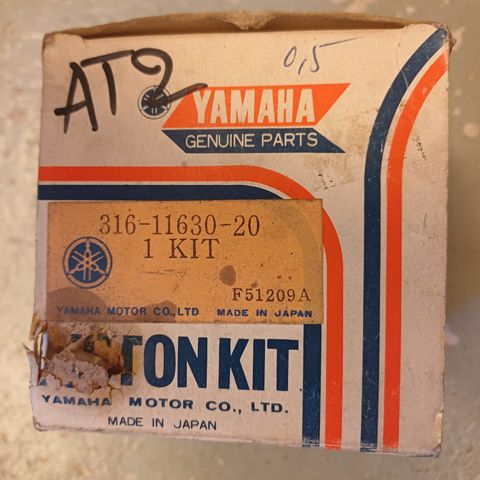 AT2
0,5
YAMAHA
GENUINE PARTS
316-11630-20
1 KIT
F51209A
YAMAHA MOTOR CO., LTD MADE IN JAPAN
TON KIT
YAMAHA MOTOR CO., LTD.
MADE IN JAPAN